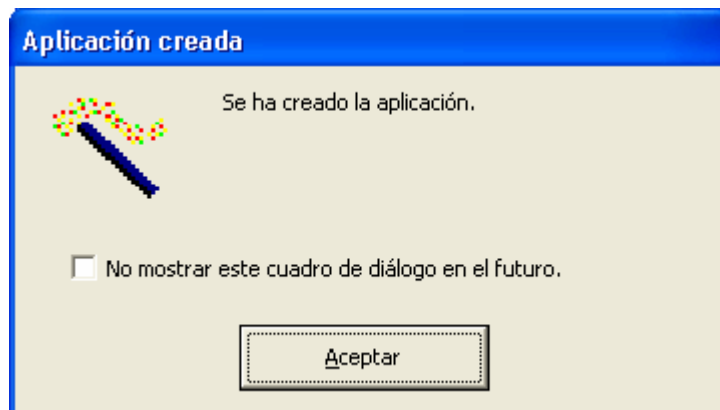 Aplicación creada
Se ha creado la aplicación.
No mostrar este cuadro de diálogo en el futuro.
Aceptar